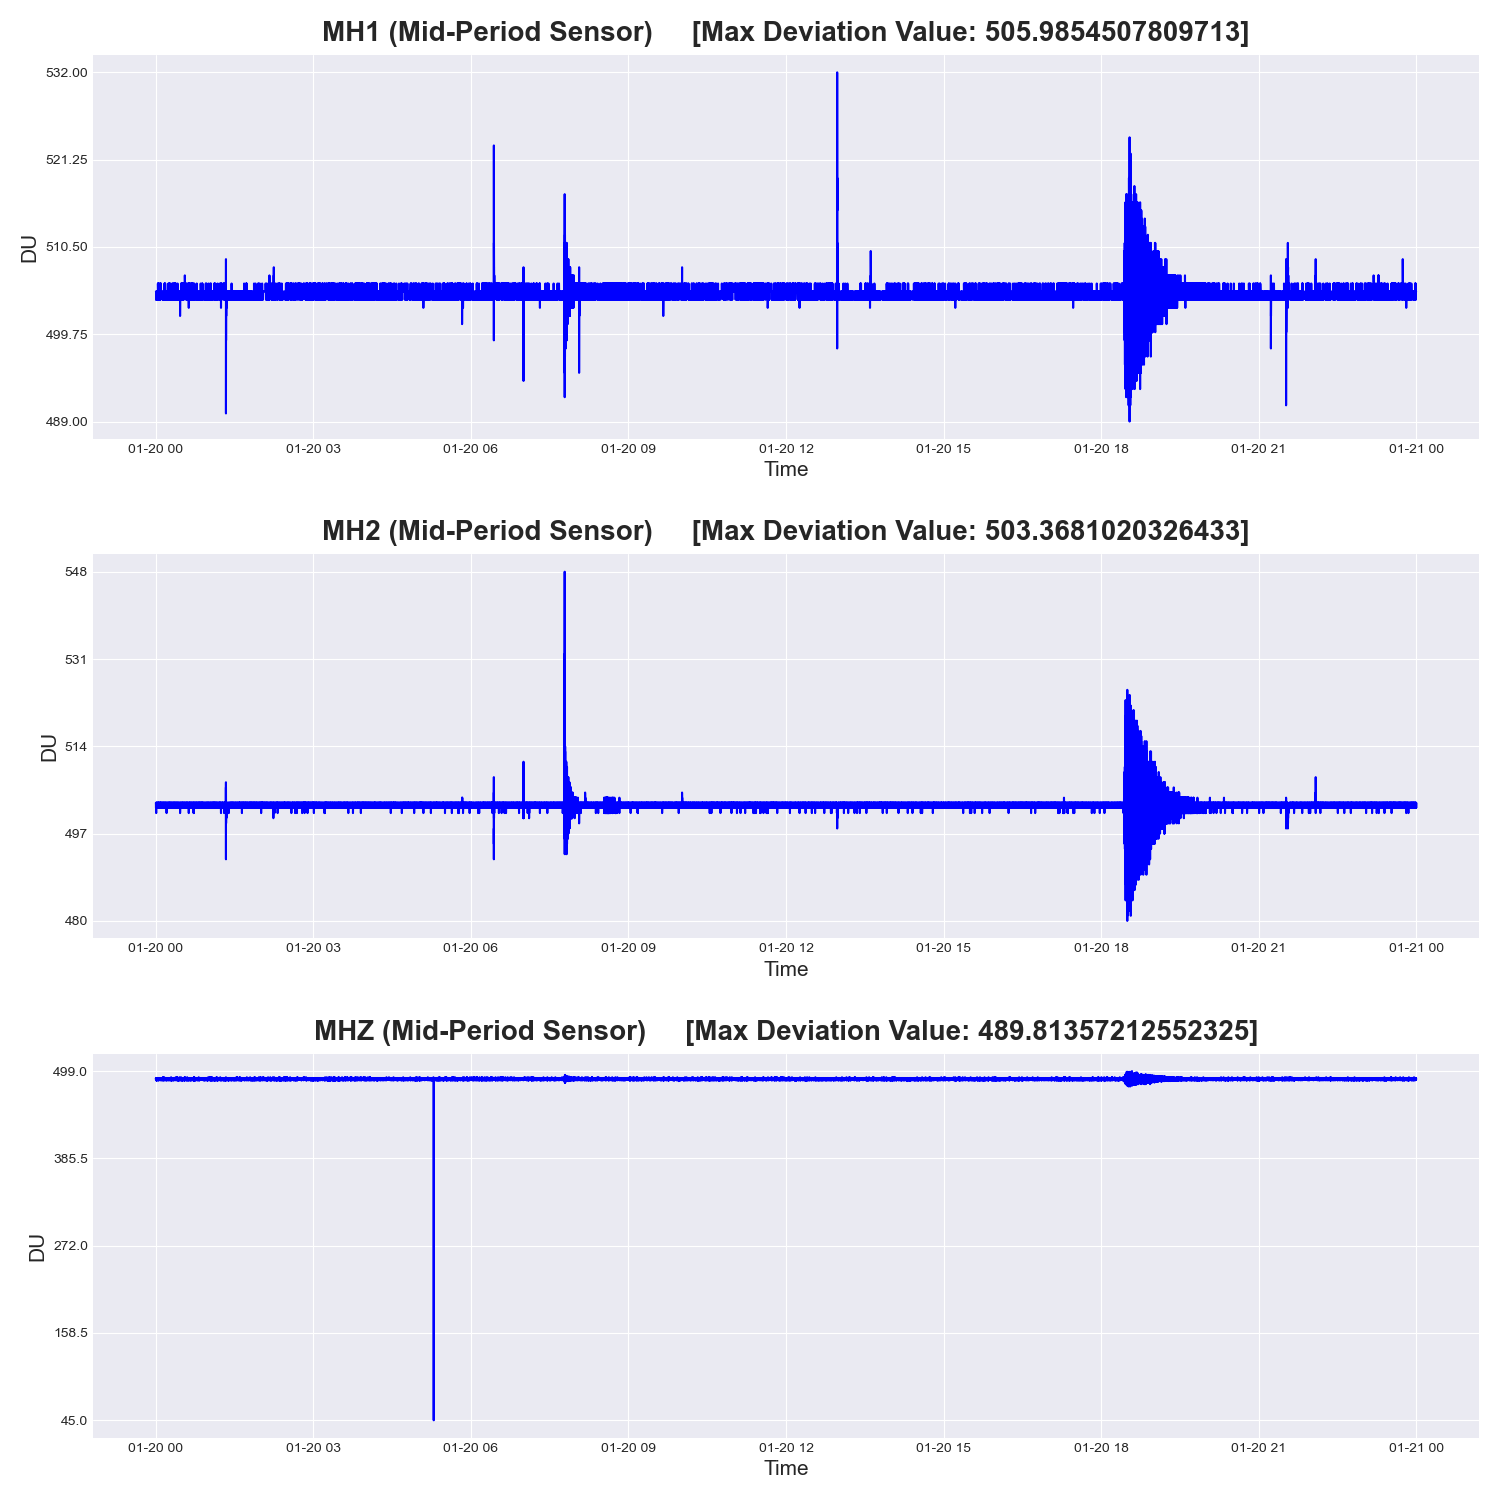 MH1 (Mid-Period Sensor) [Max Deviation Value: 505.9854507809713]
532.00
521.25
510.50
499.75
489.00
DU
01-20 00 01-20 03 01-20 06 01-20 09 01-20 12 01-20 15 01-20 18 01-20 21 01-21 00
Time
MH2 (Mid-Period Sensor) [Max Deviation Value: 503.3681020326433]
548
531
514
497
480
DU
01-20 00 01-20 03 01-20 06 01-20 09 01-20 12 01-20 15 01-20 18 01-20 21 01-21 00
Time
MHZ (Mid-Period Sensor) [Max Deviation Value: 489.81357212552325]
499.0
385.5
272.0
158.5
45.0
DU
01-20 00 01-20 03 01-20 06 01-20 09 01-20 12 01-20 15 01-20 18 01-20 21 01-21 00
Time